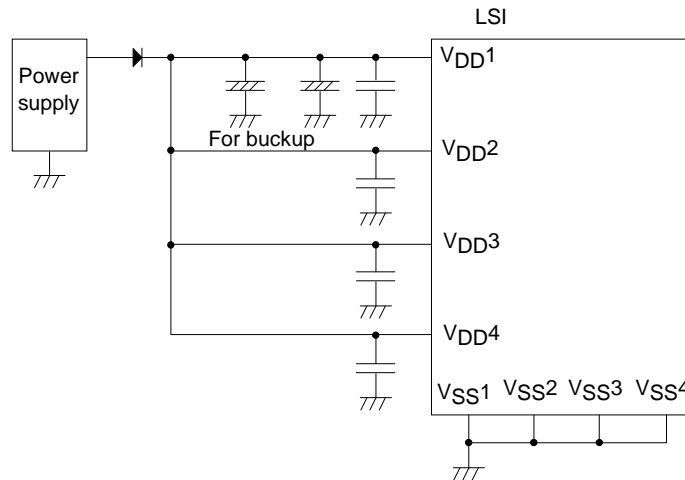 LSI
Power
supply
VDD1
For buckup
VDD2
VDD3
VDD4
VSS1 VSS2 VSS3 VSS4